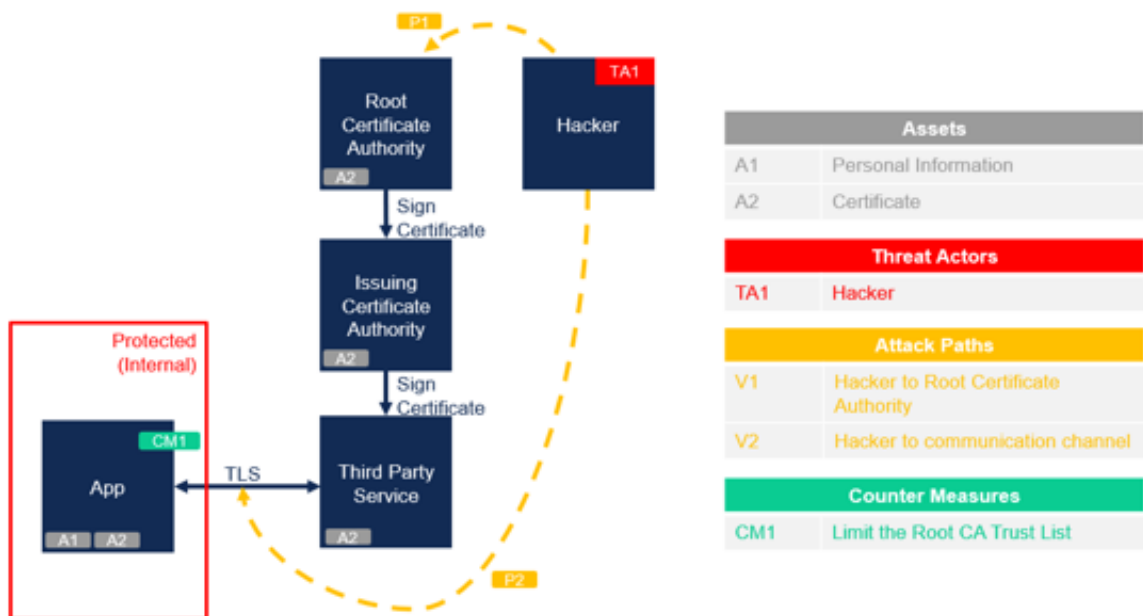 P1
TA1
Root
Certificate
Authority
A2
Hacker
Sign
Certificate
Issuing
Certificate
Authority
A2
Sign
Certificate
Protected
(Internal)
CM1
App
A1 A2
TLS
Third Party
Service
A2
P2
Assets
A1 Personal Information
A2 Certificate
Threat Actors
TA1 Hacker
Attack Paths
V1 Hacker to Root Certificate
Authority
V2 Hacker to communication channel
Counter Measures
CM1 Limit the Root CA Trust List